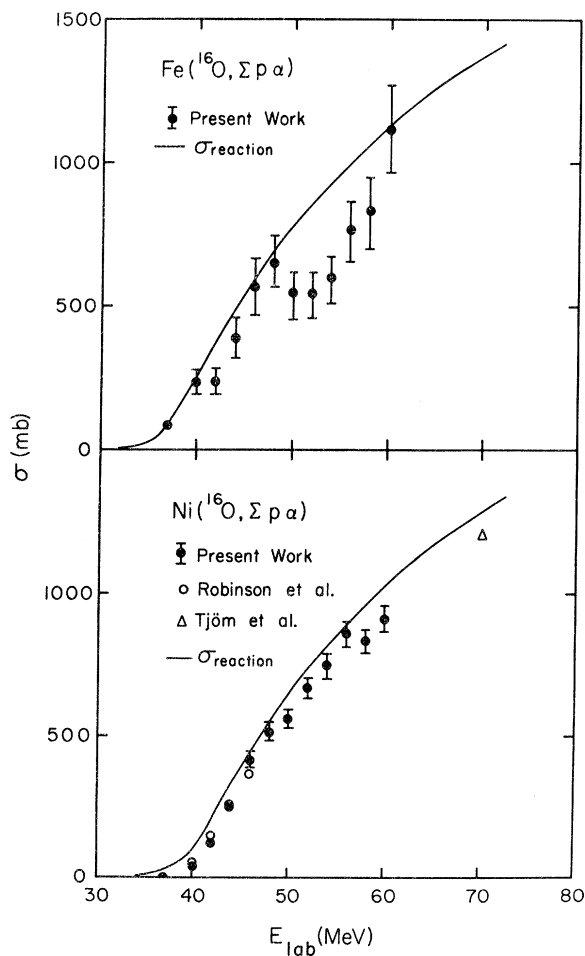 1500
Fe(¹⁶O, Σ p α)
Present Work
σreaction
1000
500
0
σ (mb)
Ni(¹⁶O, Σ p α)
Present Work
Robinson et al.
Tjöm et al.
σreaction
1000
500
0
30 40 50 60 70 80
E lab (MeV)